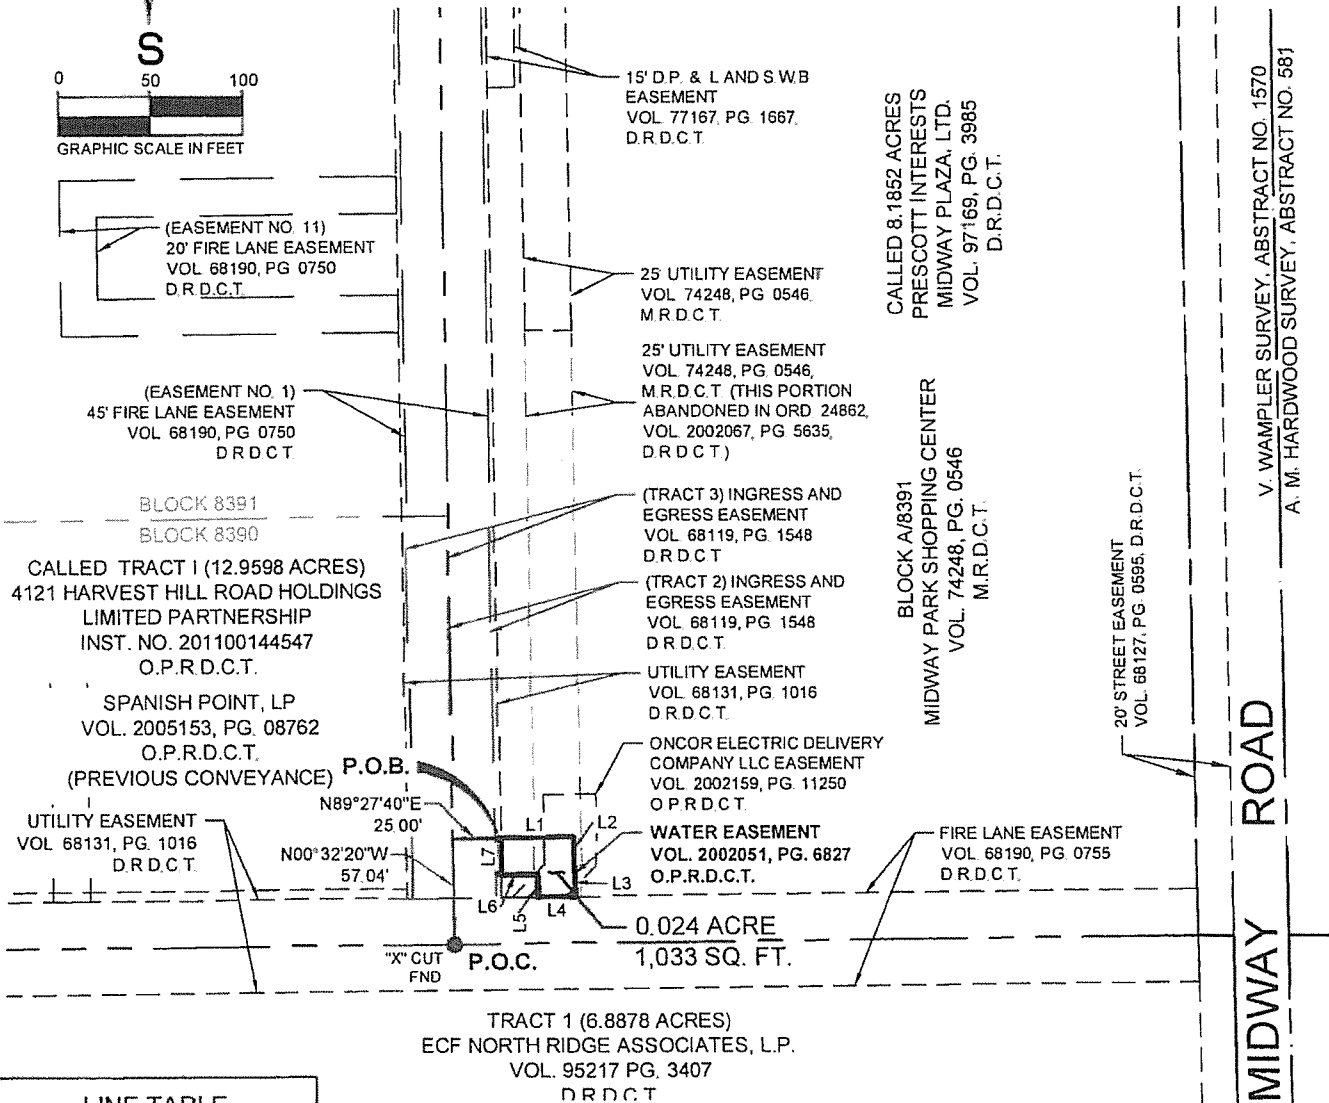 S
0 50 100
GRAPHIC SCALE IN FEET
15' D.P. & L AND S.W.B
EASEMENT
VOL 77167, PG. 1667,
D.R.D.C.T.
(EASEMENT NO. 11)
20' FIRE LANE EASEMENT
VOL 68190, PG 0750
D.R.D.C.T.
25' UTILITY EASEMENT
VOL 74248, PG 0546,
M.R.D.C.T.
25' UTILITY EASEMENT
VOL. 74248, PG. 0546,
M.R.D.C.T. (THIS PORTION
ABANDONED IN ORD. 24862,
VOL. 2002067, PG 5635,
D.R.D.C.T.)
(EASEMENT NO. 1)
45' FIRE LANE EASEMENT
VOL 68190, PG 0750
D.R.D.C.T.
CALLED 8.1852 ACRES
PRESCOTT INTERESTS
MIDWAY PLAZA, LTD.
VOL. 97169, PG. 3985
D.R.D.C.T.
BLOCK A/8391
MIDWAY PARK SHOPPING CENTER
VOL. 74248, PG. 0546
M.R.D.C.T.
V. WAMPLER SURVEY, ABSTRACT NO. 1570
A. M. HARDWOOD SURVEY, ABSTRACT NO. 581
BLOCK 8391
BLOCK 8390
CALLED TRACT I (12.9598 ACRES)
4121 HARVEST HILL ROAD HOLDINGS
LIMITED PARTNERSHIP
INST. NO. 201100144547
O.P.R.D.C.T.
SPANISH POINT, LP
VOL. 2005153, PG. 08762
O.P.R.D.C.T.
(PREVIOUS CONVEYANCE)
(TRACT 3) INGRESS AND
EGRESS EASEMENT
VOL. 68119, PG. 1548
D.R.D.C.T
(TRACT 2) INGRESS AND
EGRESS EASEMENT
VOL 68119, PG 1548
D.R.D.C.T.
UTILITY EASEMENT
VOL 68131, PG. 1016
D.R.D.C.T.
20' STREET EASEMENT
VOL. 68127, PG. 0595, D.R.D.C.T.
ONCOR ELECTRIC DELIVERY
COMPANY LLC EASEMENT
VOL 2002159, PG. 11250
O.P.R.D.C.T.
P.O.B.
N89°27'40"E
25.00'
N00°32'20"W
57.04'
UTILITY EASEMENT
VOL 68131, PG. 1016
D.R.D.C.T.
L1
L2
L3
L4
L5
L6
L7
WATER EASEMENT
VOL. 2002051, PG. 6827
O.P.R.D.C.T.
FIRE LANE EASEMENT
VOL. 68190, PG. 0755
D.R.D.C.T.
0.024 ACRE
1,033 SQ. FT.
"X" CUT
FND
P.O.C.
MIDWAY ROAD
TRACT 1 (6.8878 ACRES)
ECF NORTH RIDGE ASSOCIATES, L.P.
VOL. 95217 PG. 3407
D.R.D.C.T.
LINE TABLE